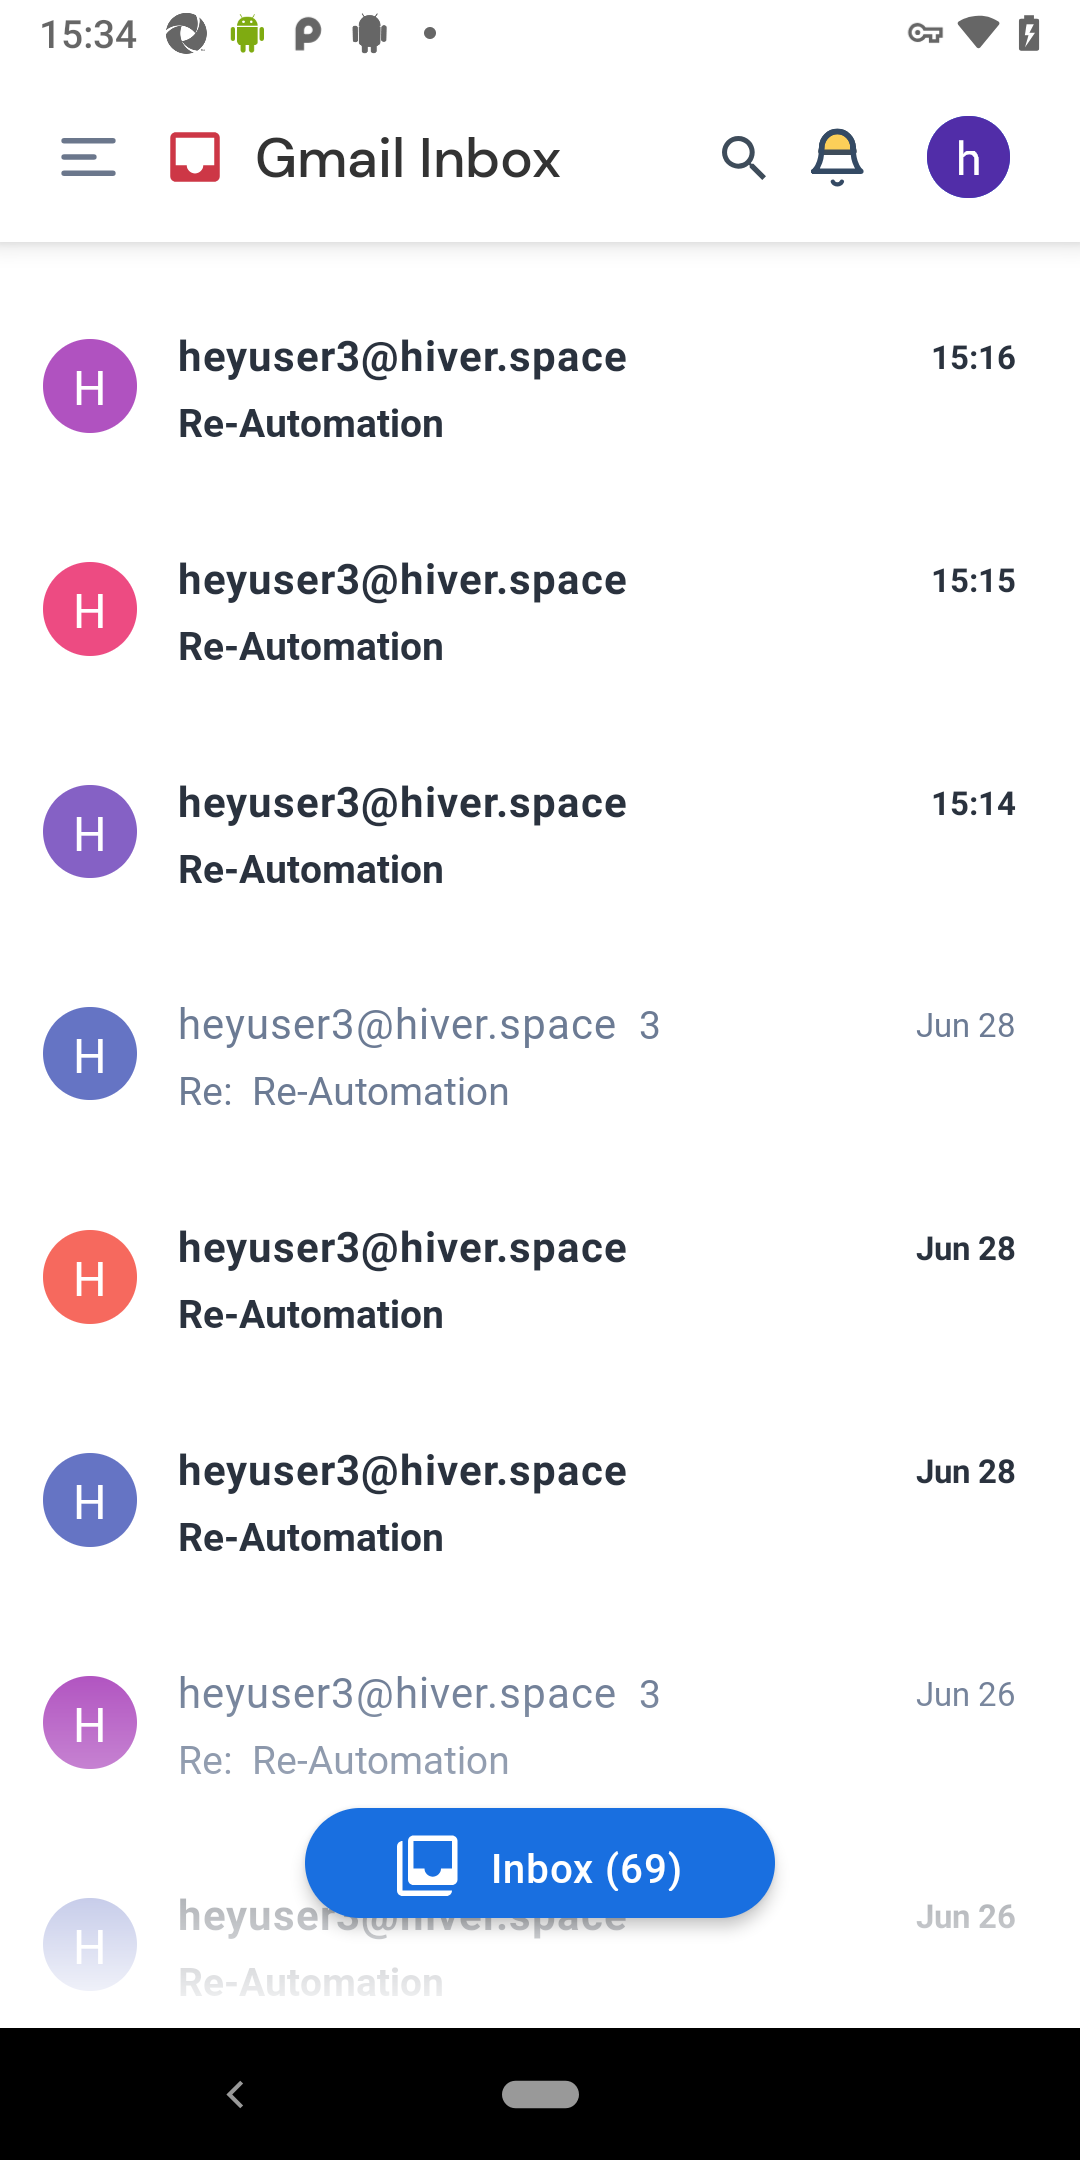 15:34
Gmail Inbox
h
H
heyuser3@hiver.space
15:16
Re-Automation
H
heyuser3@hiver.space
15:15
Re-Automation
H
heyuser3@hiver.space
15:14
Re-Automation
H
heyuser3@hiver.space 3
Jun 28
Re: Re-Automation
H
heyuser3@hiver.space
Jun 28
Re-Automation
H
heyuser3@hiver.space
Jun 28
Re-Automation
H
heyuser3@hiver.space 3
Jun 26
Re: Re-Automation
Inbox (69)
H
heyuser3@hiver.space
Jun 26
Re-Automation